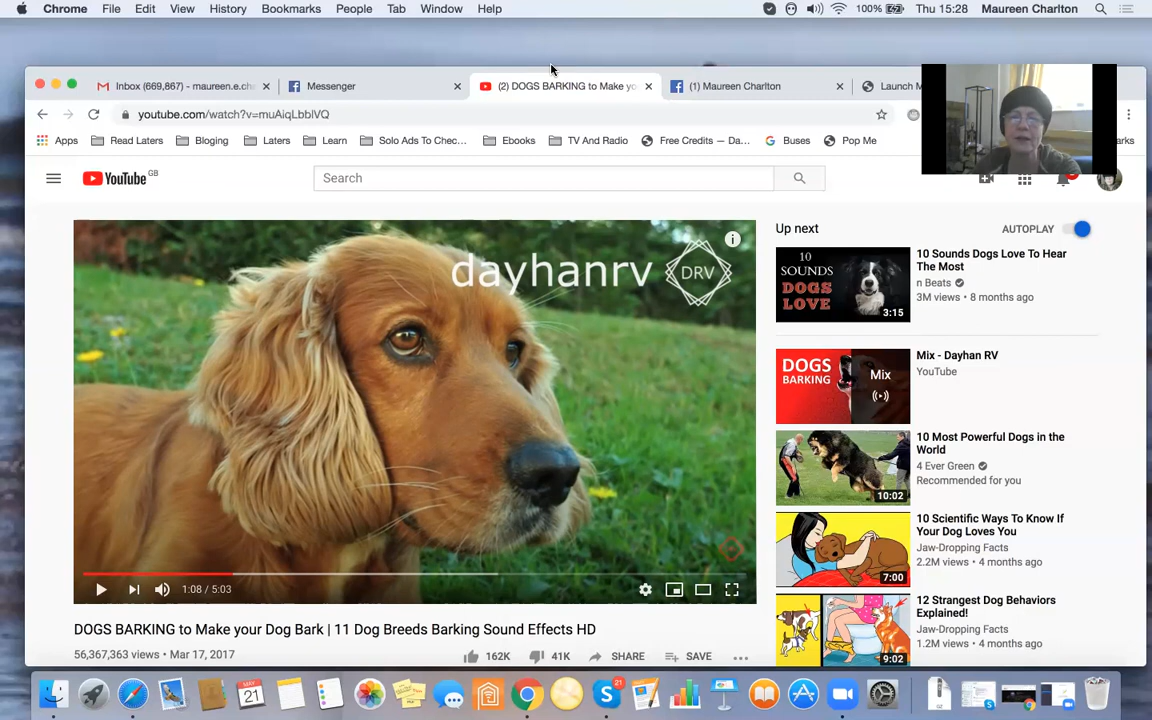 Chrome File Edit View History Bookmarks People Tab Window Help 100% Thu 15:28 Maureen Charlton
Inbox (669,867) - maureen.e.ch Messenger (2) DOGS BARKING to Make yo (1) Maureen Charlton Launch M
youtube.com/watch?v=muAiqLbblVQ
Apps Read Laters Bloging Laters Learn Solo Ads To Chec... Ebooks TV And Radio Free Credits — Da... Buses Pop Me rks
YouTube GB
Search
dayhanrv DRV
1:08 / 5:03
DOGS BARKING to Make your Dog Bark | 11 Dog Breeds Barking Sound Effects HD
56,367,363 views • Mar 17, 2017
162K 41K SHARE SAVE
Up next AUTOPLAY
10 SOUNDS DOGS LOVE
3:15
10 Sounds Dogs Love To Hear
The Most
n Beats
3M views • 8 months ago
DOGS BARKING
Mix
Mix - Dayhan RV
YouTube
10:02
10 Most Powerful Dogs in the
World
4 Ever Green
Recommended for you
7:00
10 Scientific Ways To Know If
Your Dog Loves You
Jaw-Dropping Facts
2.2M views • 4 months ago
9:02
12 Strangest Dog Behaviors
Explained!
Jaw-Dropping Facts
1.2M views • 4 months ago
MAY
21
21